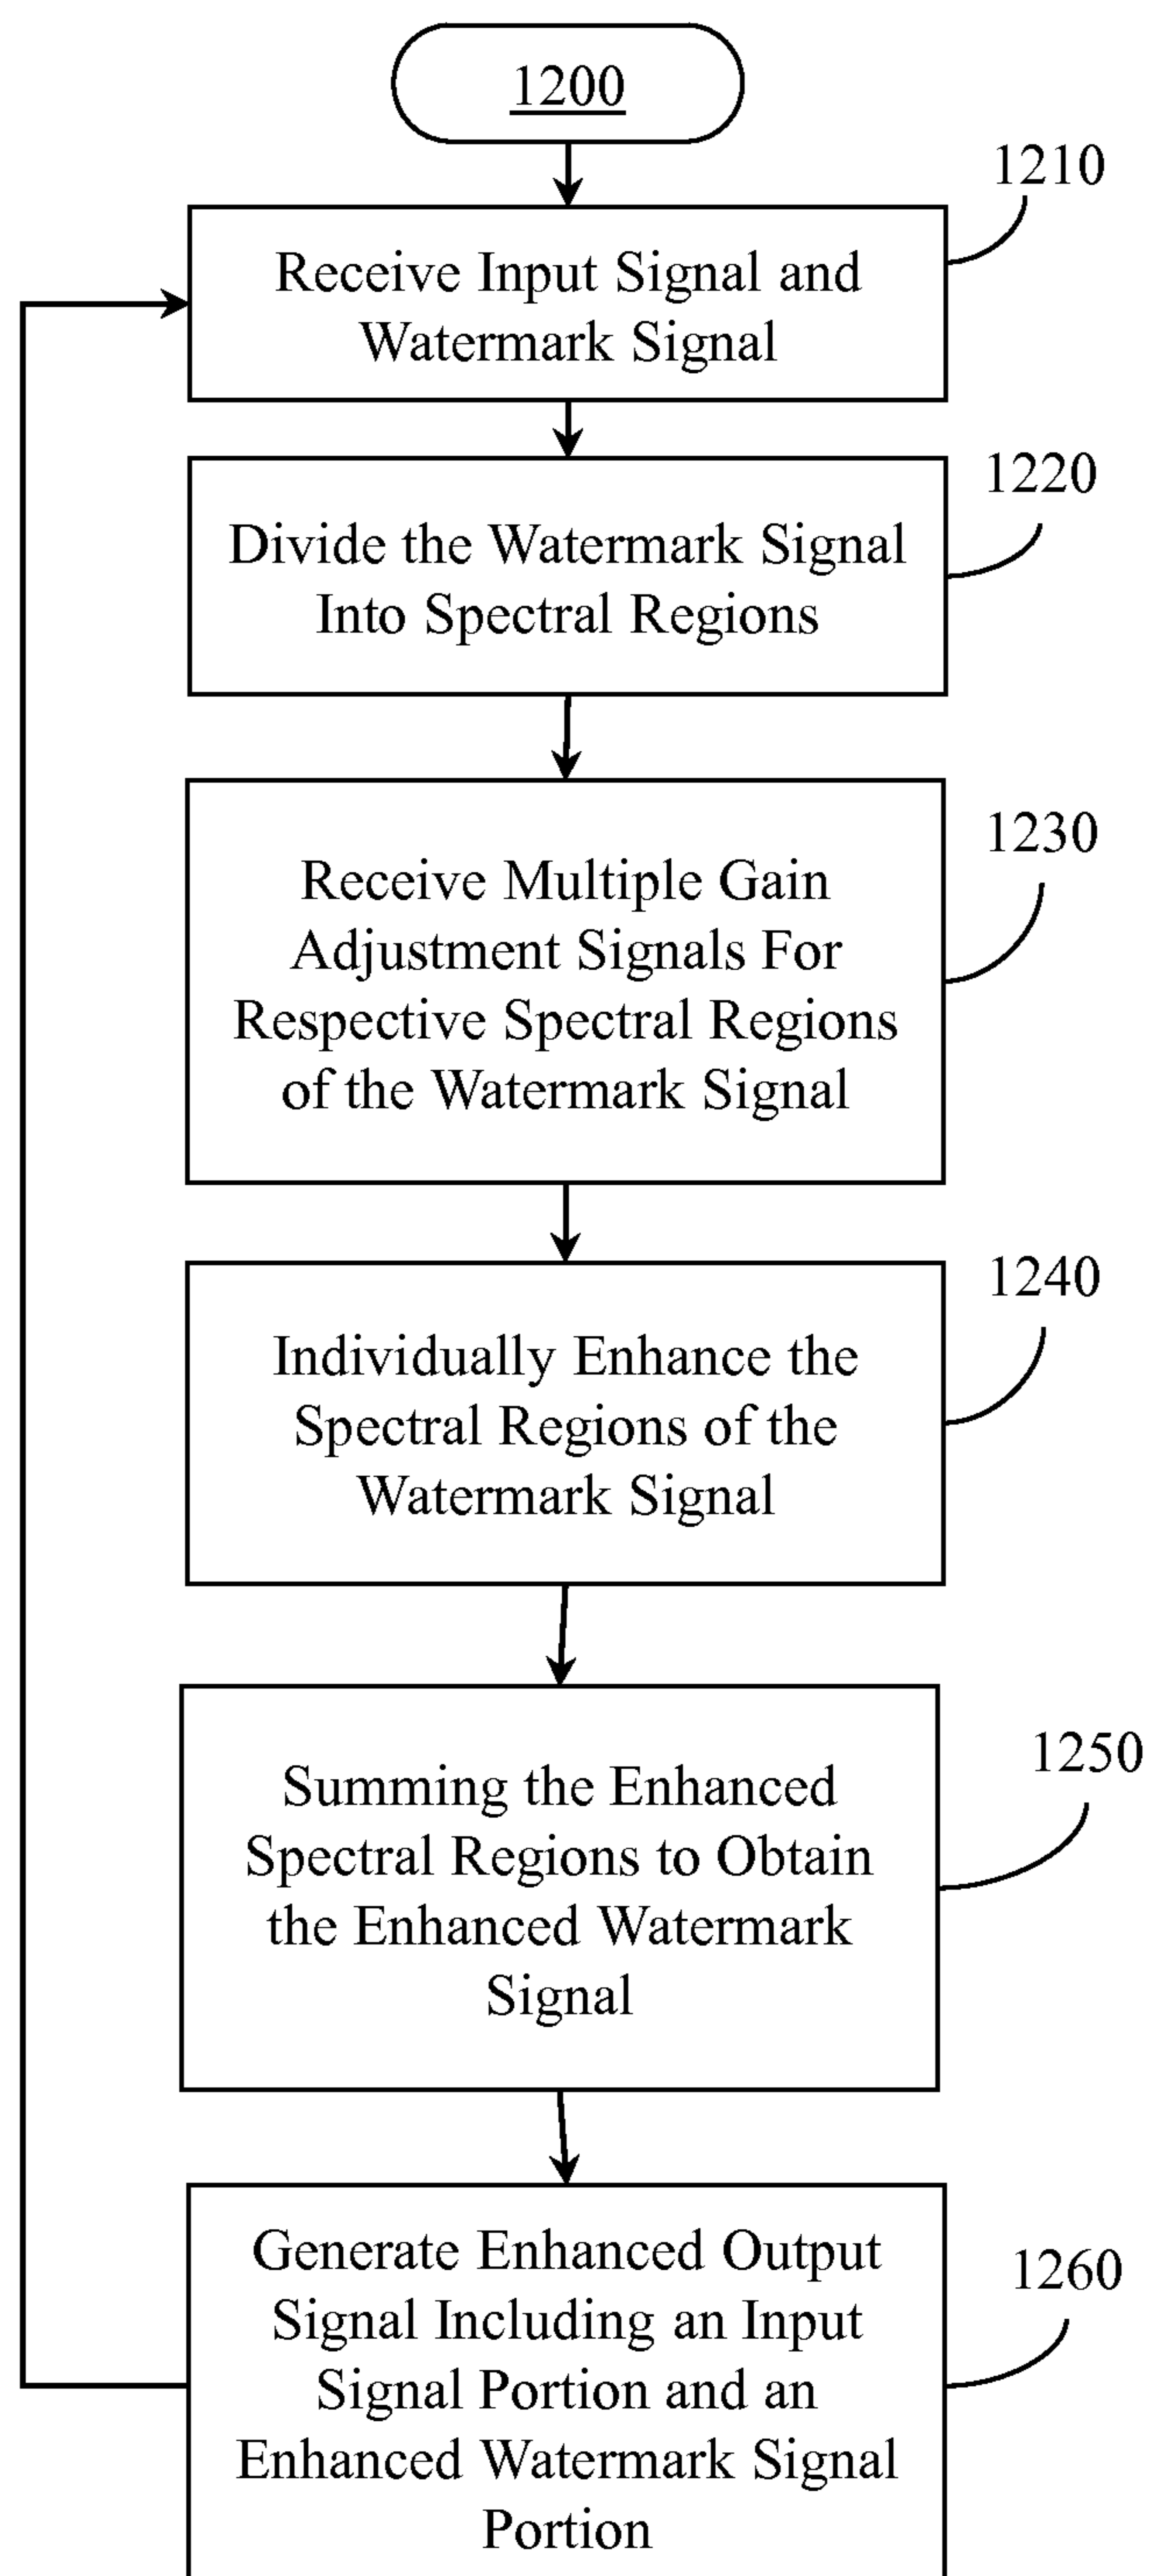 1200
1210
Receive Input Signal and
Watermark Signal
1220
Divide the Watermark Signal
Into Spectral Regions
1230
Receive Multiple Gain
Adjustment Signals For
Respective Spectral Regions
of the Watermark Signal
1240
Individually Enhance the
Spectral Regions of the
Watermark Signal
1250
Summing the Enhanced
Spectral Regions to Obtain
the Enhanced Watermark
Signal
1260
Generate Enhanced Output
Signal Including an Input
Signal Portion and an
Enhanced Watermark Signal
Portion